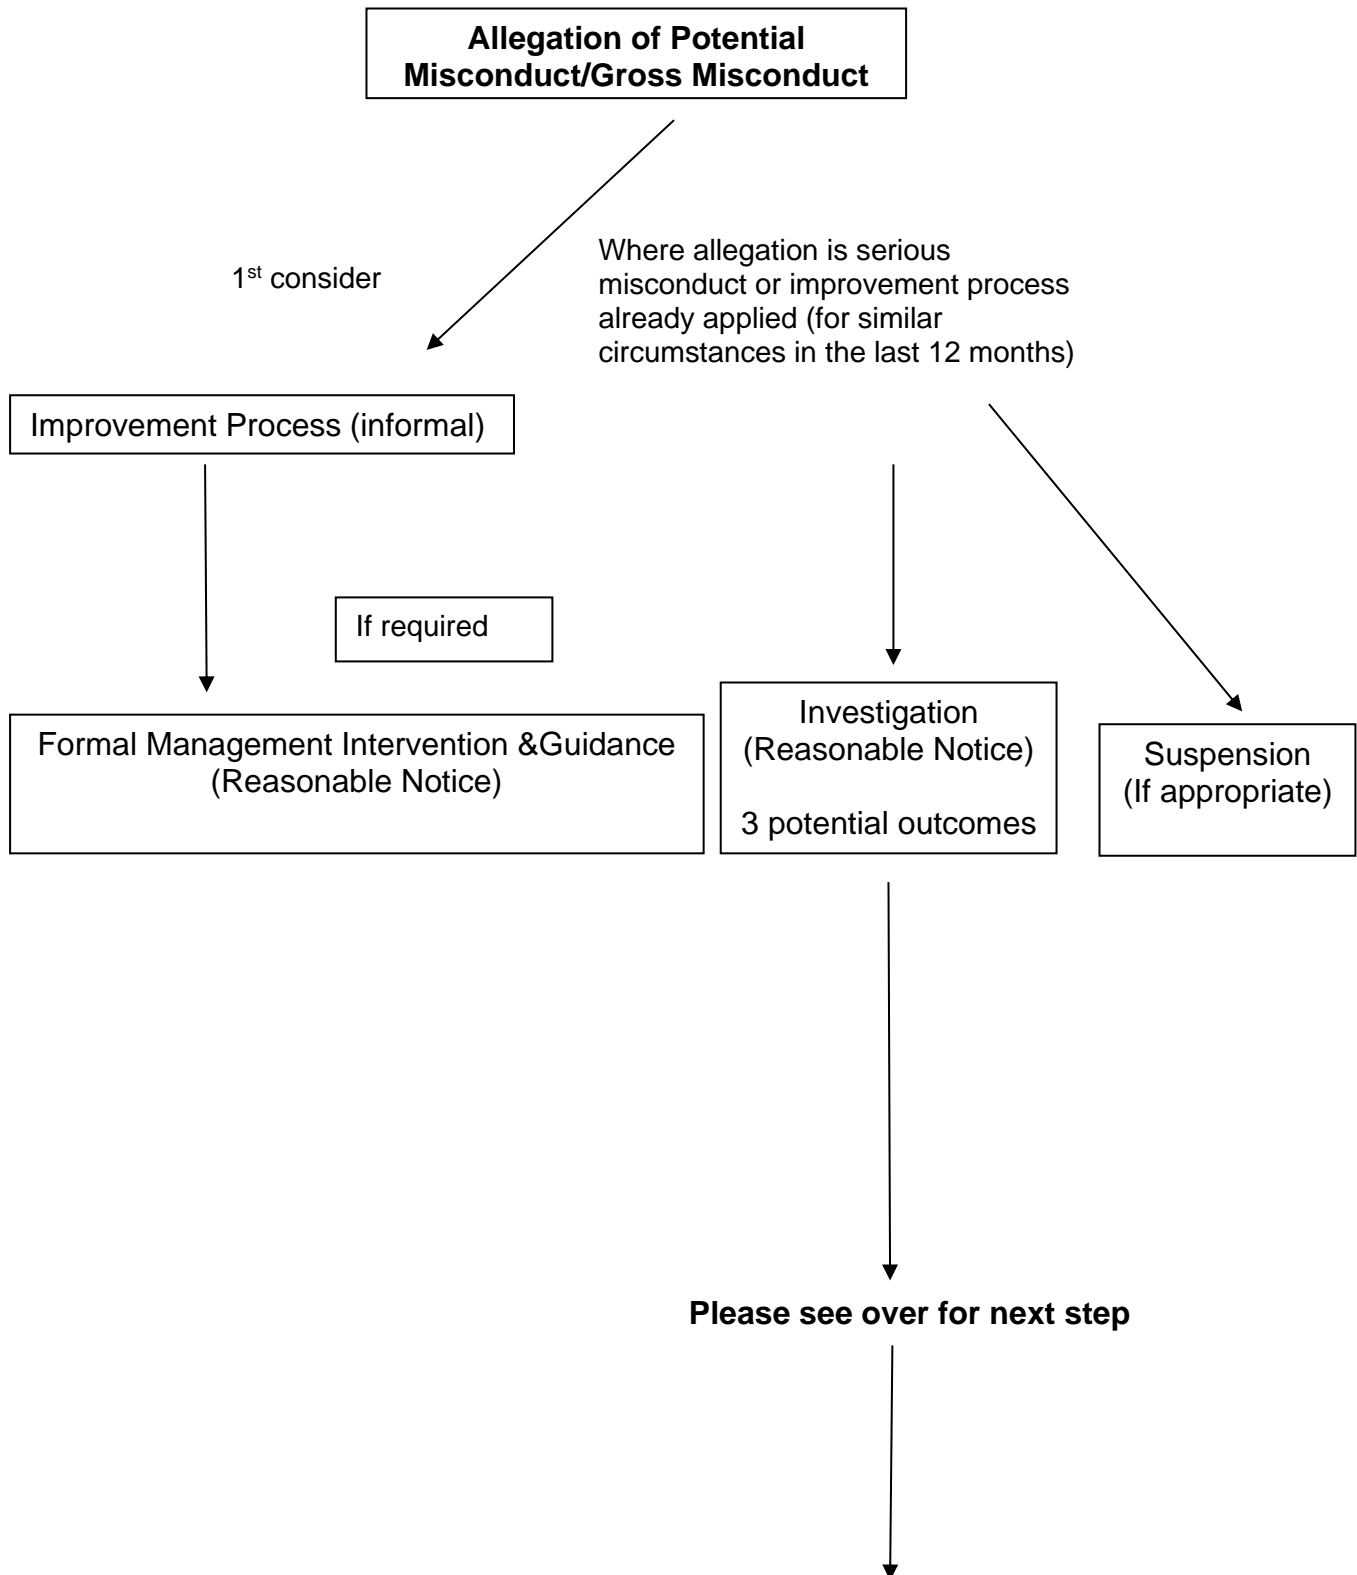 Allegation of Potential
Misconduct/Gross Misconduct
1st consider
Where allegation is serious
misconduct or improvement process
already applied (for similar
circumstances in the last 12 months)
Improvement Process (informal)
If required
Formal Management Intervention &Guidance
(Reasonable Notice)
Investigation
(Reasonable Notice)
3 potential outcomes
Suspension
(If appropriate)
Please see over for next step